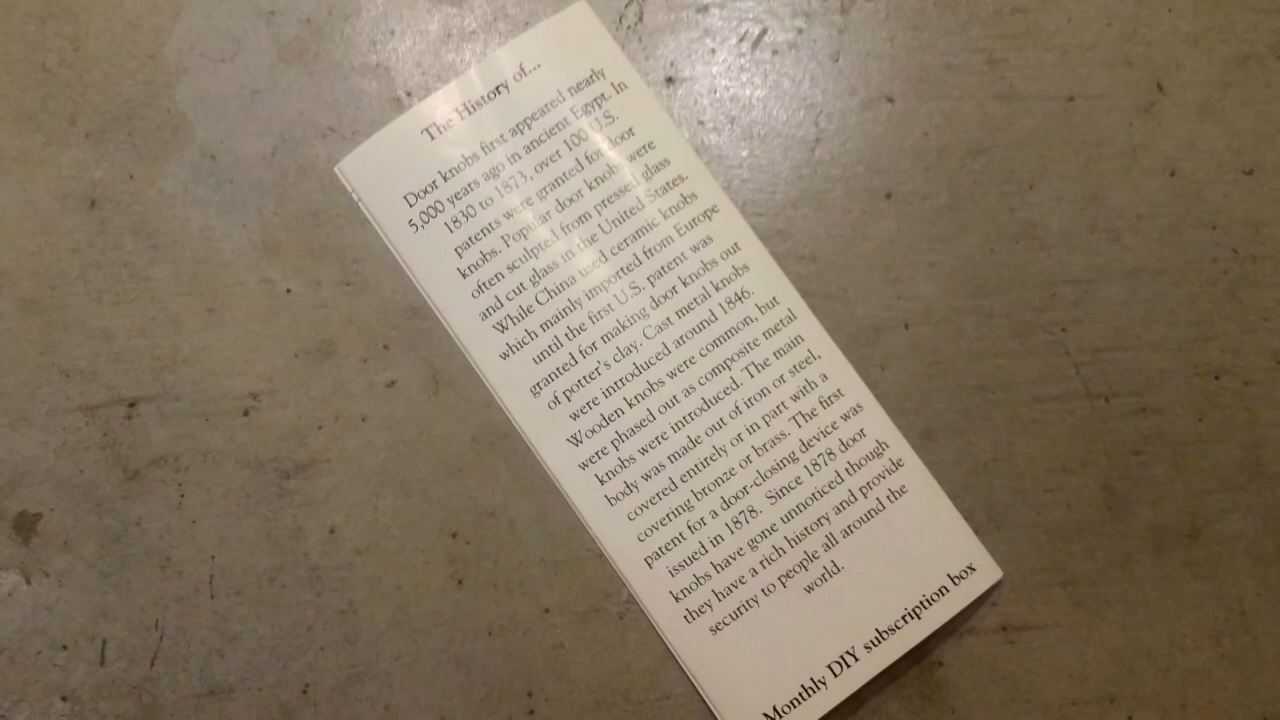 The History of...
Door knobs first appeared nearly
5,000 years ago in ancient Egypt. In
1830 to 1873, over 100 U.S.
patents were granted for door
knobs. Popular door knobs were
often sculpted from pressed glass
and cut glass in the United States.
While China used ceramic knobs
which mainly imported from Europe
until the first U.S. patent was
granted for making door knobs out
of potter's clay. Cast metal knobs
were introduced around 1846.
Wooden knobs were common, but
were phased out as composite metal
knobs were introduced. The main
body was made out of iron or steel,
covered entirely or in part with a
covering bronze or brass. The first
patent for a door-closing device was
issued in 1878. Since 1878 door
knobs have gone unnoticed though
they have a rich history and provide
security to people all around the
world.
Monthly DIY subscription box